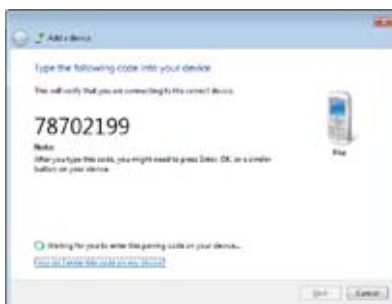 Add a device
Type the following code into your device
This will verify that you are connecting to the correct device.
78702199
Note:
After you type this code, you might need to press Enter, OK, or a similar
button on your device.
Waiting for you to enter this pairing code on your device...
How do I enter this code on my device?
Next
Cancel